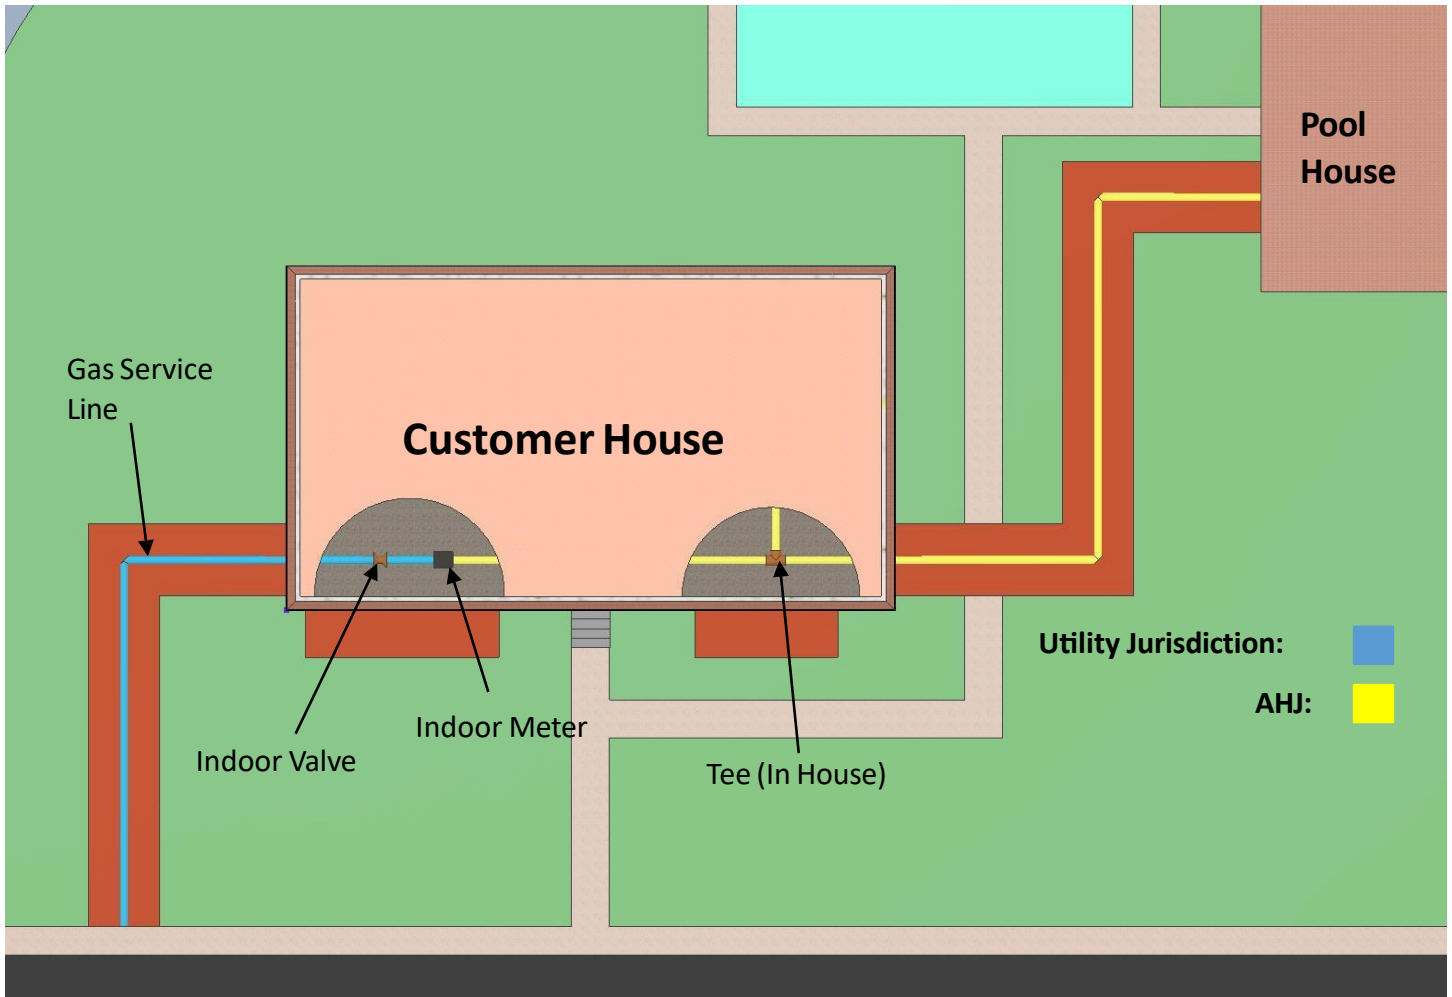 Pool
House
Gas Service
Line
Customer House
Utility Jurisdiction:
AHJ:
Indoor Meter
Indoor Valve
Tee (In House)